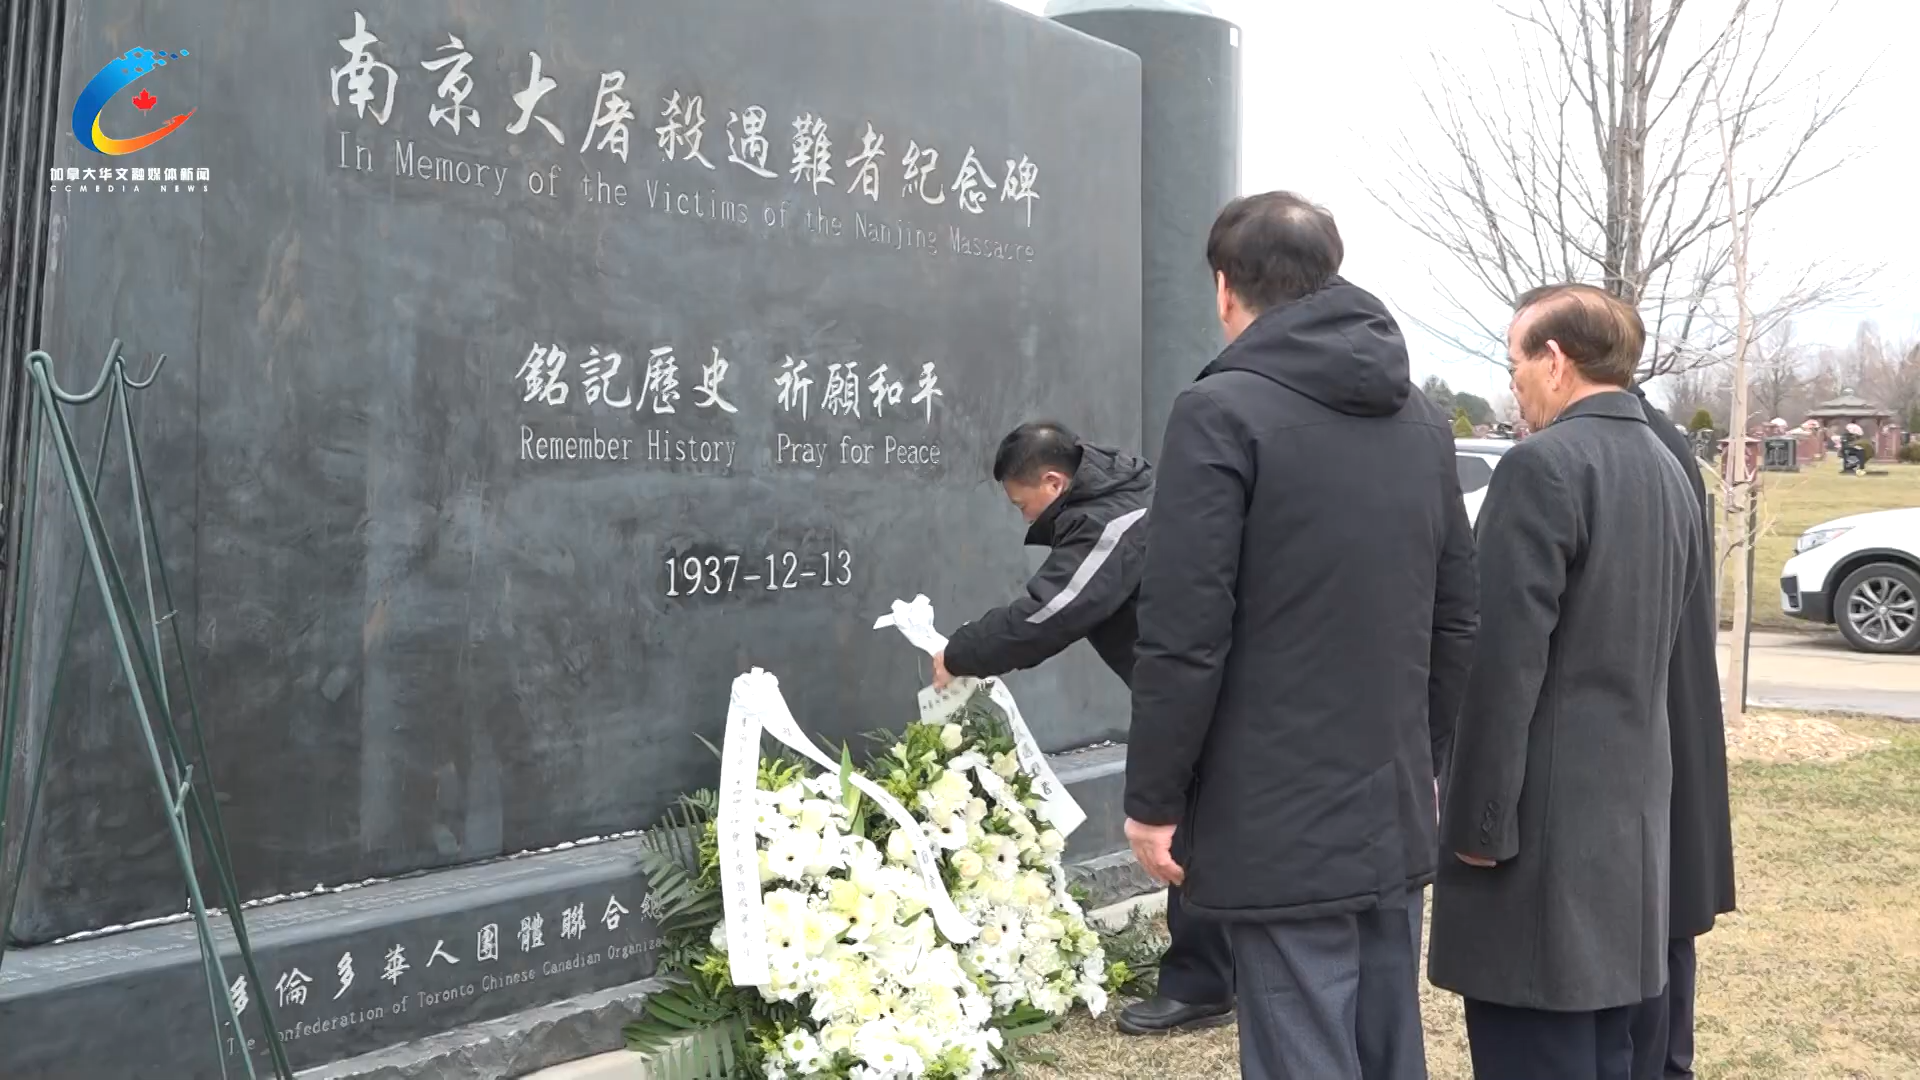 加拿大华文融媒体新闻
CCMEDIA NEWS
南京大屠殺遇難者紀念碑
In Memory of the Victims of the Nanjing Massacre
銘記歷史 祈願和平
Remember History Pray for Peace
1937-12-13
多倫多華人團體聯合總
The Confederation of Toronto Chinese Canadian Organizat